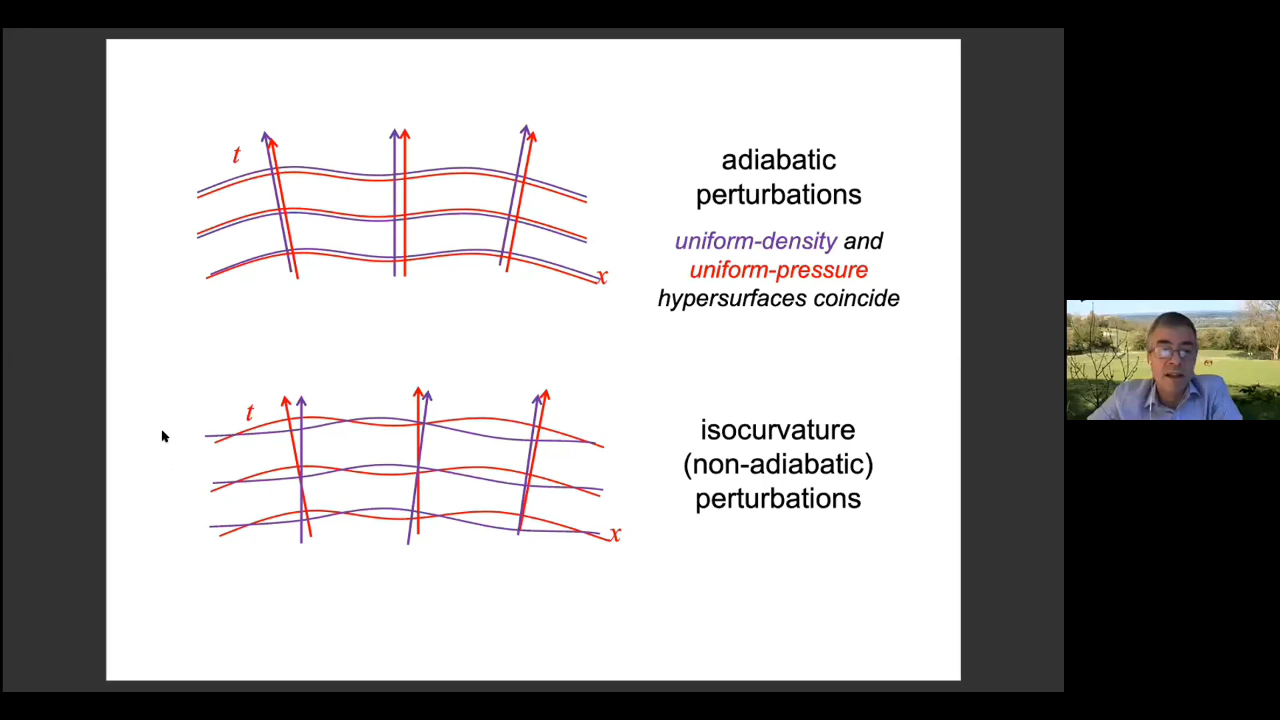 t
adiabatic
perturbations
uniform-density and
uniform-pressure
hypersurfaces coincide
x
t
isocurvature
(non-adiabatic)
perturbations
x